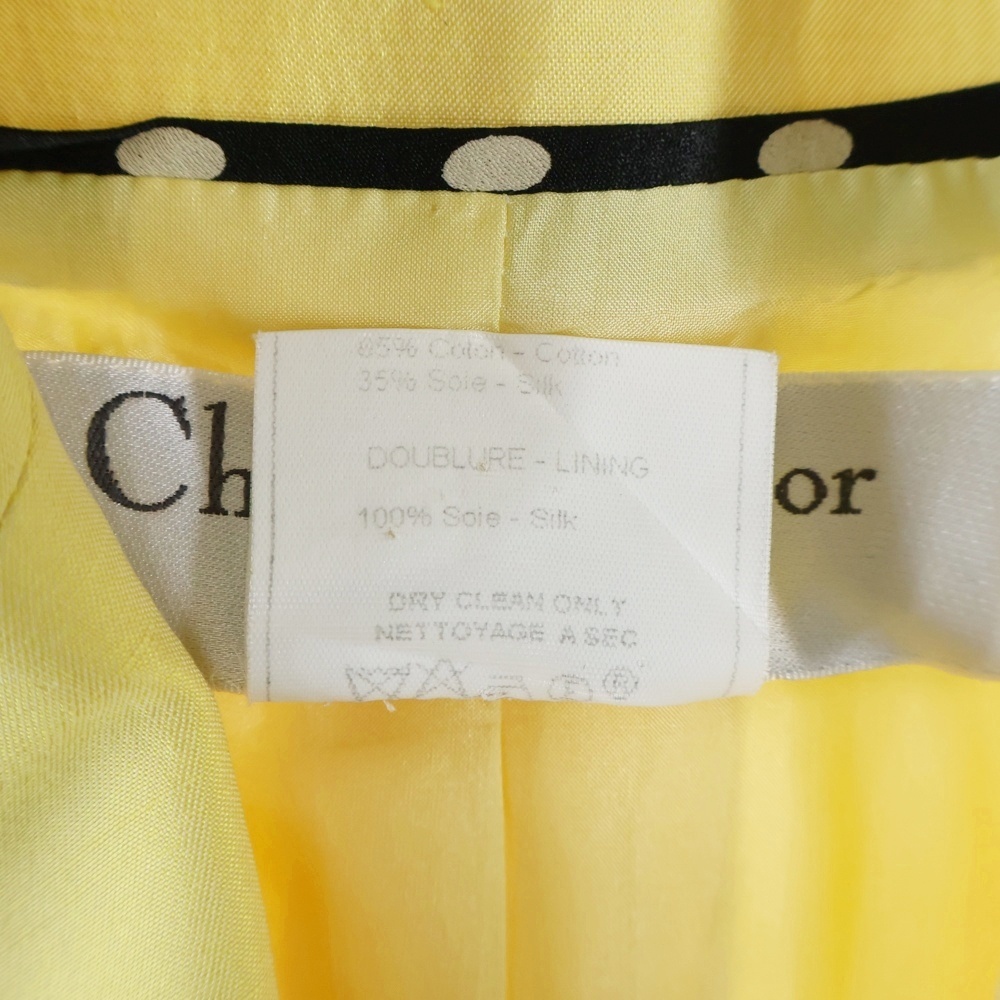 65% Coton - Cotton
35% Soie - Silk
DOUBLURE - LINING
100% Soie - Silk
DRY CLEAN ONLY
NETTOYAGE A SEC
Ch
or